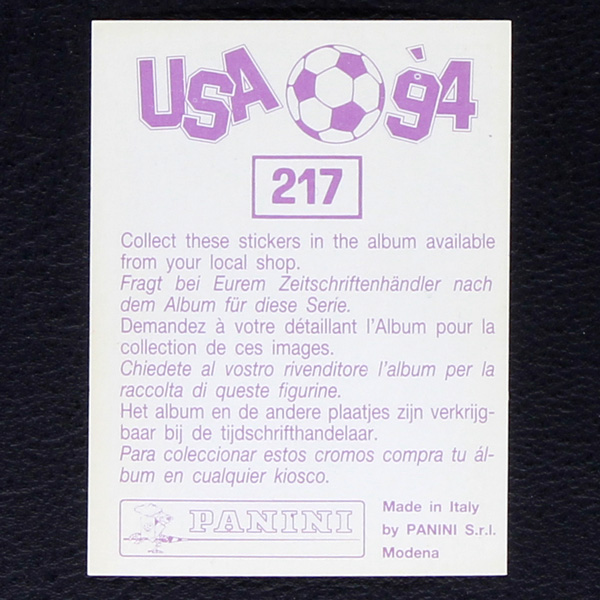 USA '94
217
Collect these stickers in the album available
from your local shop.
Fragt bei Eurem Zeitschriftenhändler nach
dem Album für diese Serie.
Demandez à votre détaillant l'Album pour la
collection de ces images.
Chiedete al vostro rivenditore l'album per la
raccolta di queste figurine.
Het album en de andere plaatjes zijn verkrijg-
baar bij de tijdschrifthandelaar.
Para coleccionar estos cromos compra tu ál-
bum en cualquier kiosco.
PANINI
Made in Italy
by PANINI S.r.l.
Modena